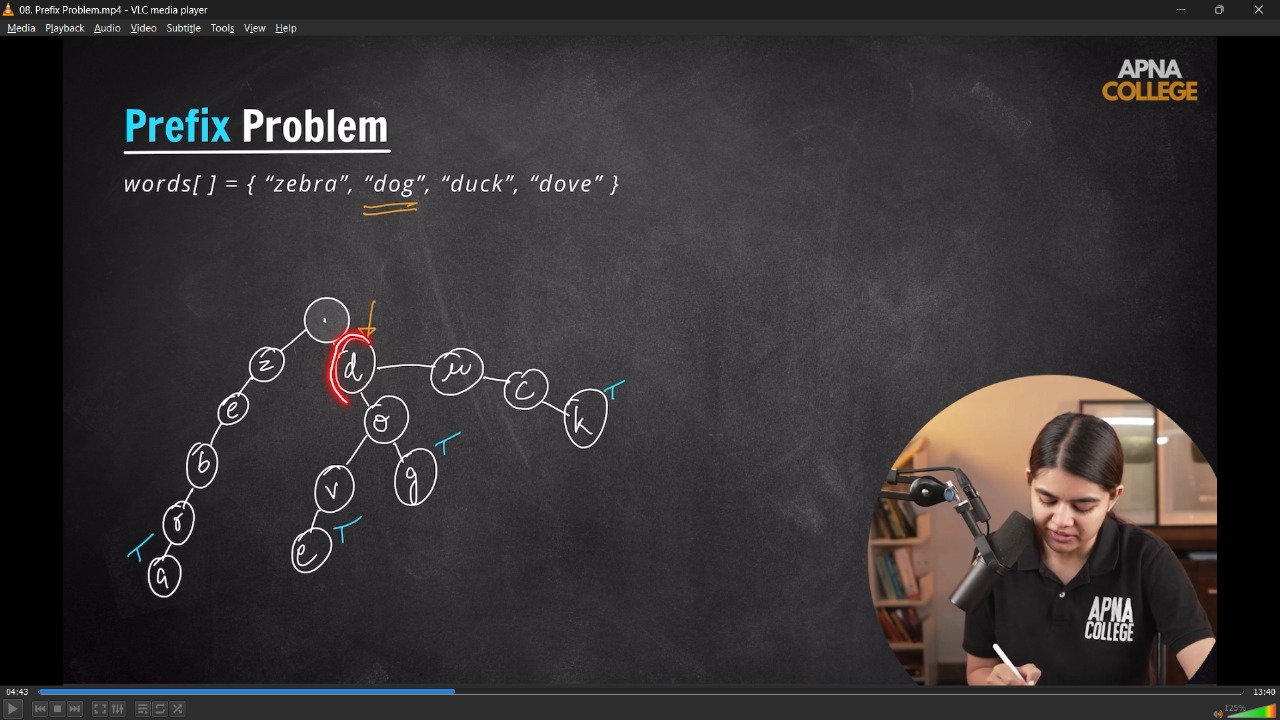 08. Prefix Problem.mp4 - VLC media player
Media Playback Audio Video Subtitle Tools View Help
APNA
COLLEGE
Prefix Problem
words[ ] = { “zebra”, “dog”, “duck”, “dove” }
.
z d u c k T
e o
b v g T
r e T
a T
APNA
COLLEGE
04:43 13:40
125%